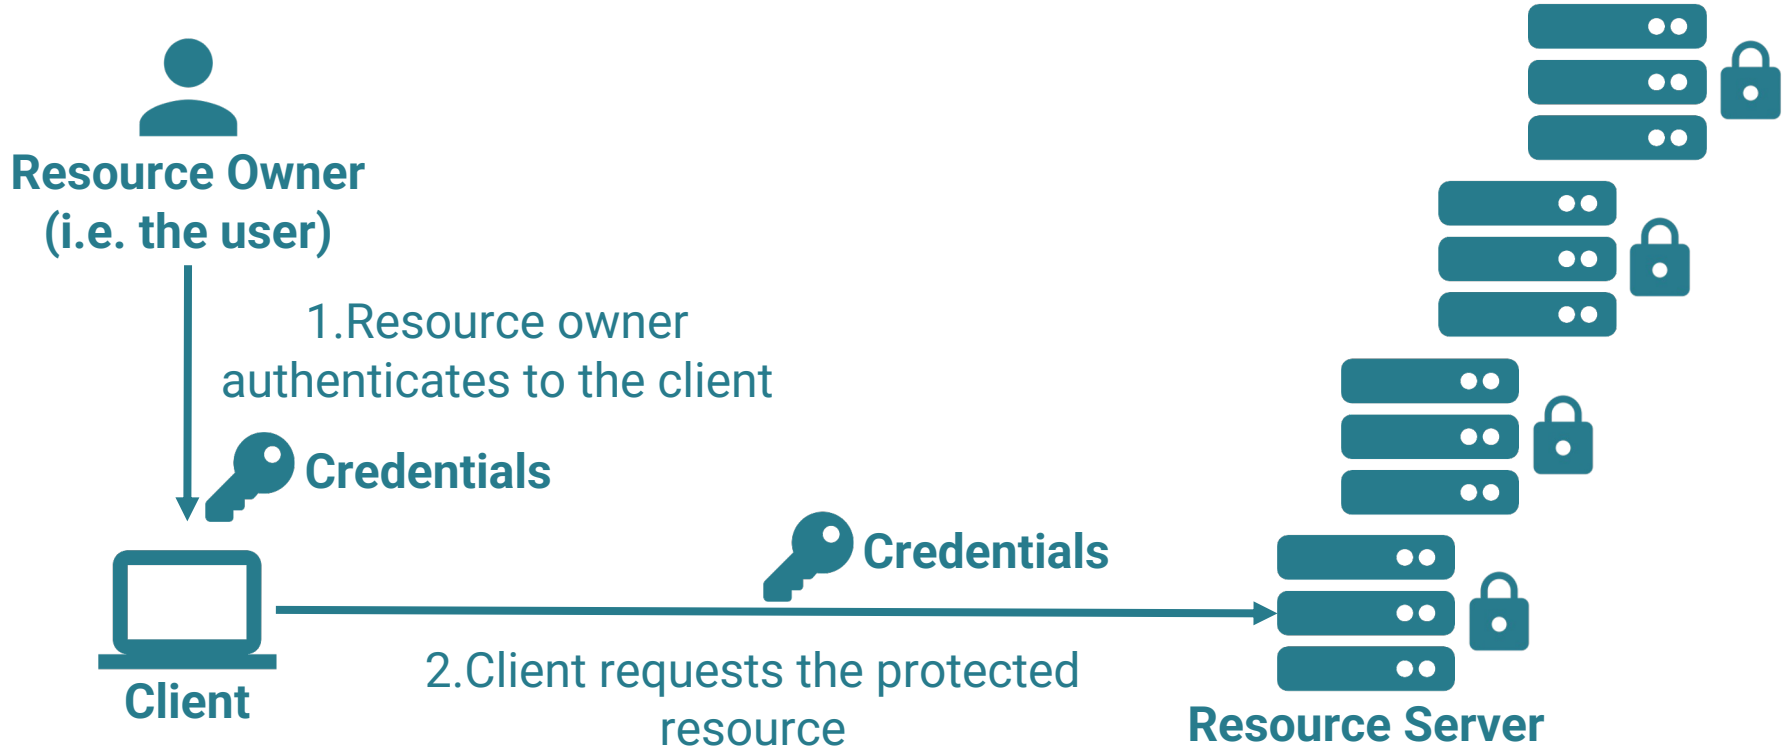 Resource Owner
(i.e. the user)
1.Resource owner
authenticates to the client
Credentials
Credentials
2.Client requests the protected
resource
Client
Resource Server